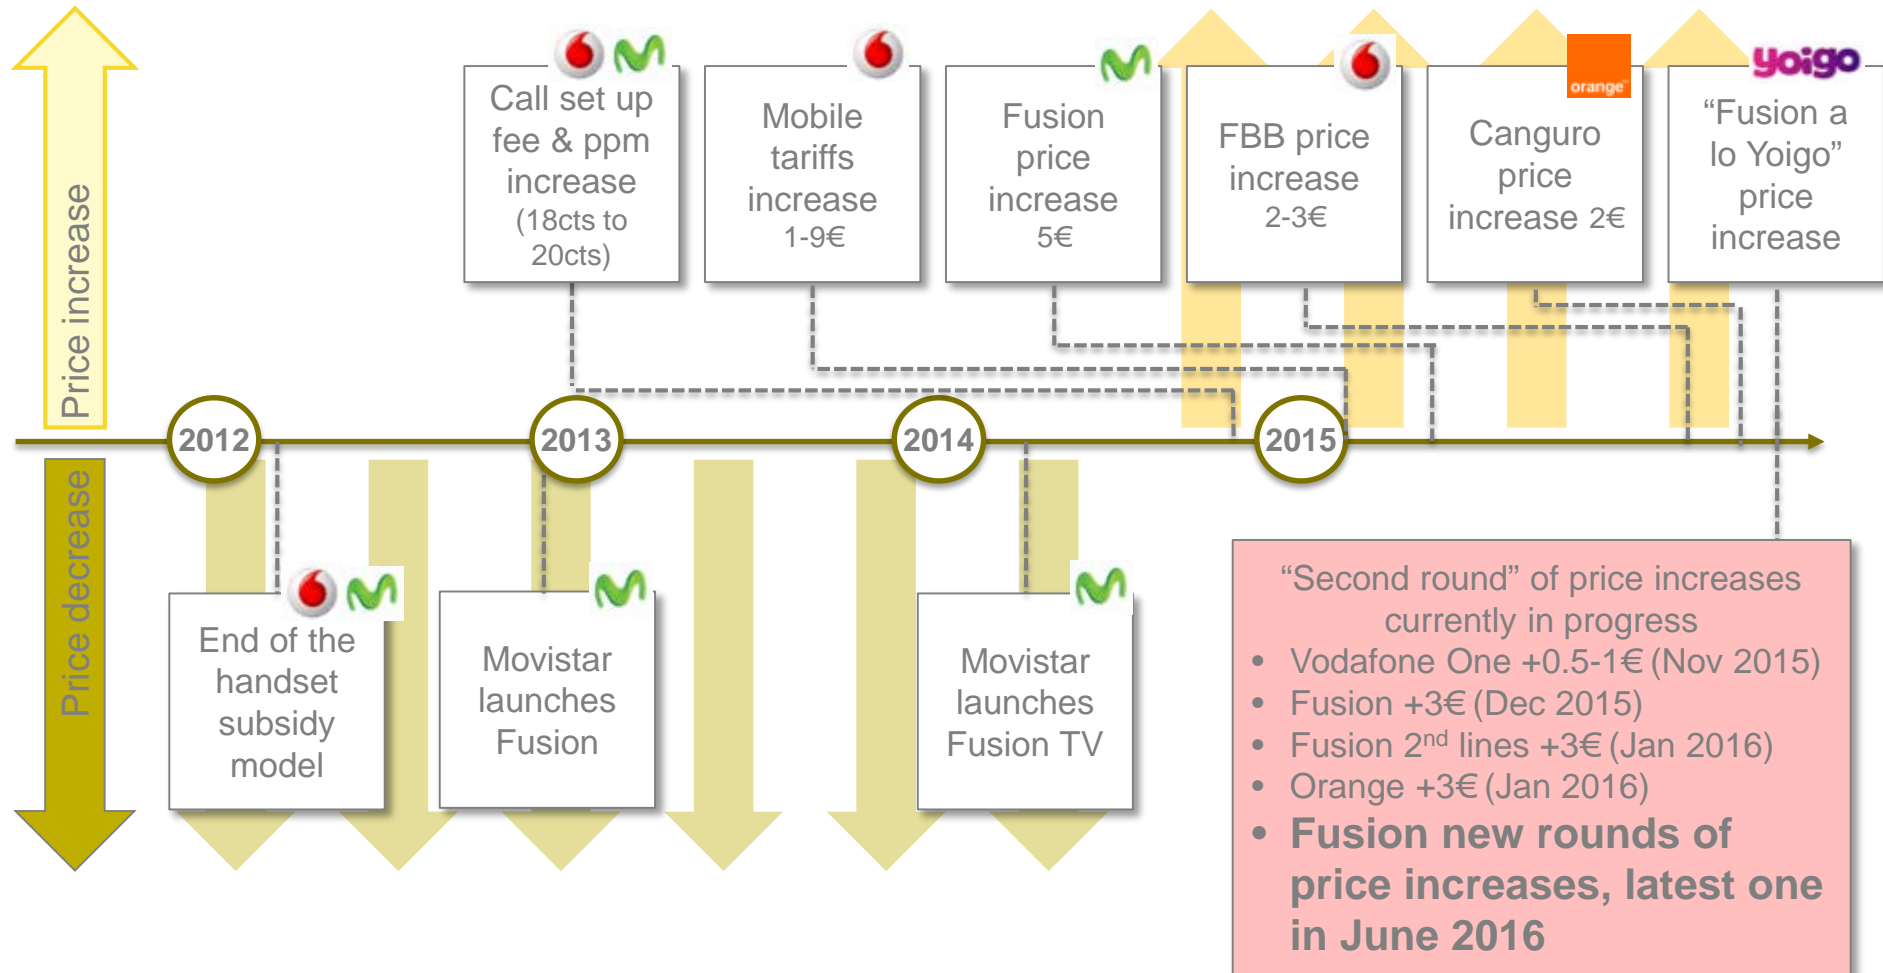 Price increase
Call set up
fee & ppm
increase
(18cts to
20cts)
Mobile
tariffs
increase
1-9€
Fusion
price
increase
5€
FBB price
increase
2-3€
orange™
Canguro
price
increase 2€
yoigo
“Fusion a
lo Yoigo”
price
increase
2012
2013
2014
2015
Price decrease
End of the
handset
subsidy
model
Movistar
launches
Fusion
Movistar
launches
Fusion TV
“Second round” of price increases
currently in progress
• Vodafone One +0.5-1€ (Nov 2015)
• Fusion +3€ (Dec 2015)
• Fusion 2nd lines +3€ (Jan 2016)
• Orange +3€ (Jan 2016)
• Fusion new rounds of
price increases, latest one
in June 2016